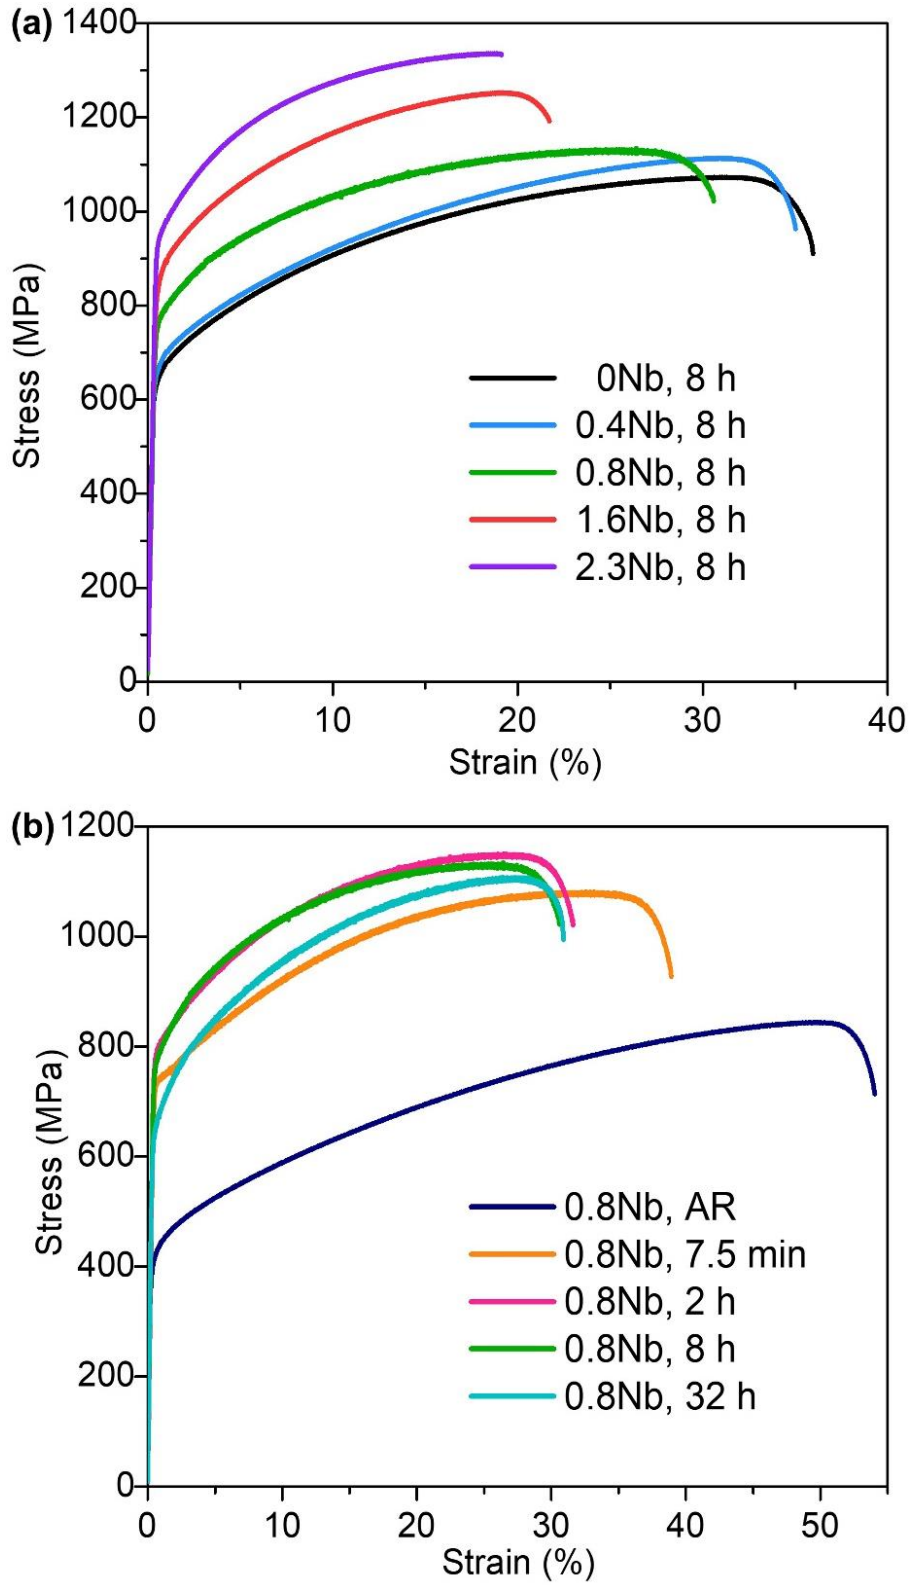 (a)
1400
1200
1000
800
600
400
200
0
Stress (MPa)
0Nb, 8 h
0.4Nb, 8 h
0.8Nb, 8 h
1.6Nb, 8 h
2.3Nb, 8 h
0 10 20 30 40
Strain (%)
(b)
1200
1000
800
600
400
200
0
Stress (MPa)
0.8Nb, AR
0.8Nb, 7.5 min
0.8Nb, 2 h
0.8Nb, 8 h
0.8Nb, 32 h
0 10 20 30 40 50
Strain (%)